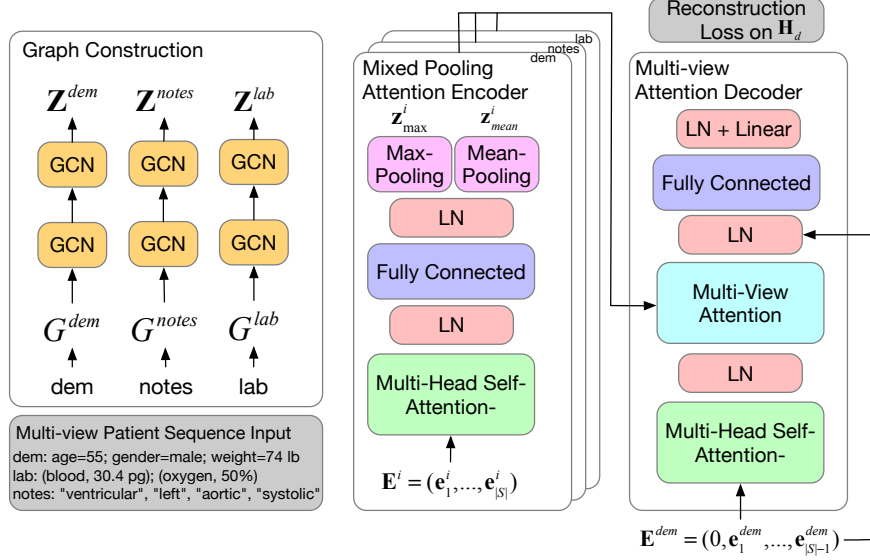 Graph Construction
Z^dem Z^notes Z^lab
GCN GCN GCN
GCN GCN GCN
G^dem G^notes G^lab
dem notes lab
Multi-view Patient Sequence Input
dem: age=55; gender=male; weight=74 lb
lab: (blood, 30.4 pg); (oxygen, 50%)
notes: "ventricular", "left", "aortic", "systolic"
lab
notes
dem
Mixed Pooling
Attention Encoder
z^i_max z^i_mean
Max-
Pooling
Mean-
Pooling
LN
Fully Connected
LN
Multi-Head Self-
Attention-
E^i = (e^i_1,...,e^i_|S|)
Reconstruction
Loss on H_d
Multi-view
Attention Decoder
LN + Linear
Fully Connected
LN
Multi-View
Attention
LN
Multi-Head Self-
Attention-
E^dem = (0, e^dem_1,...,e^dem_|S|-1)